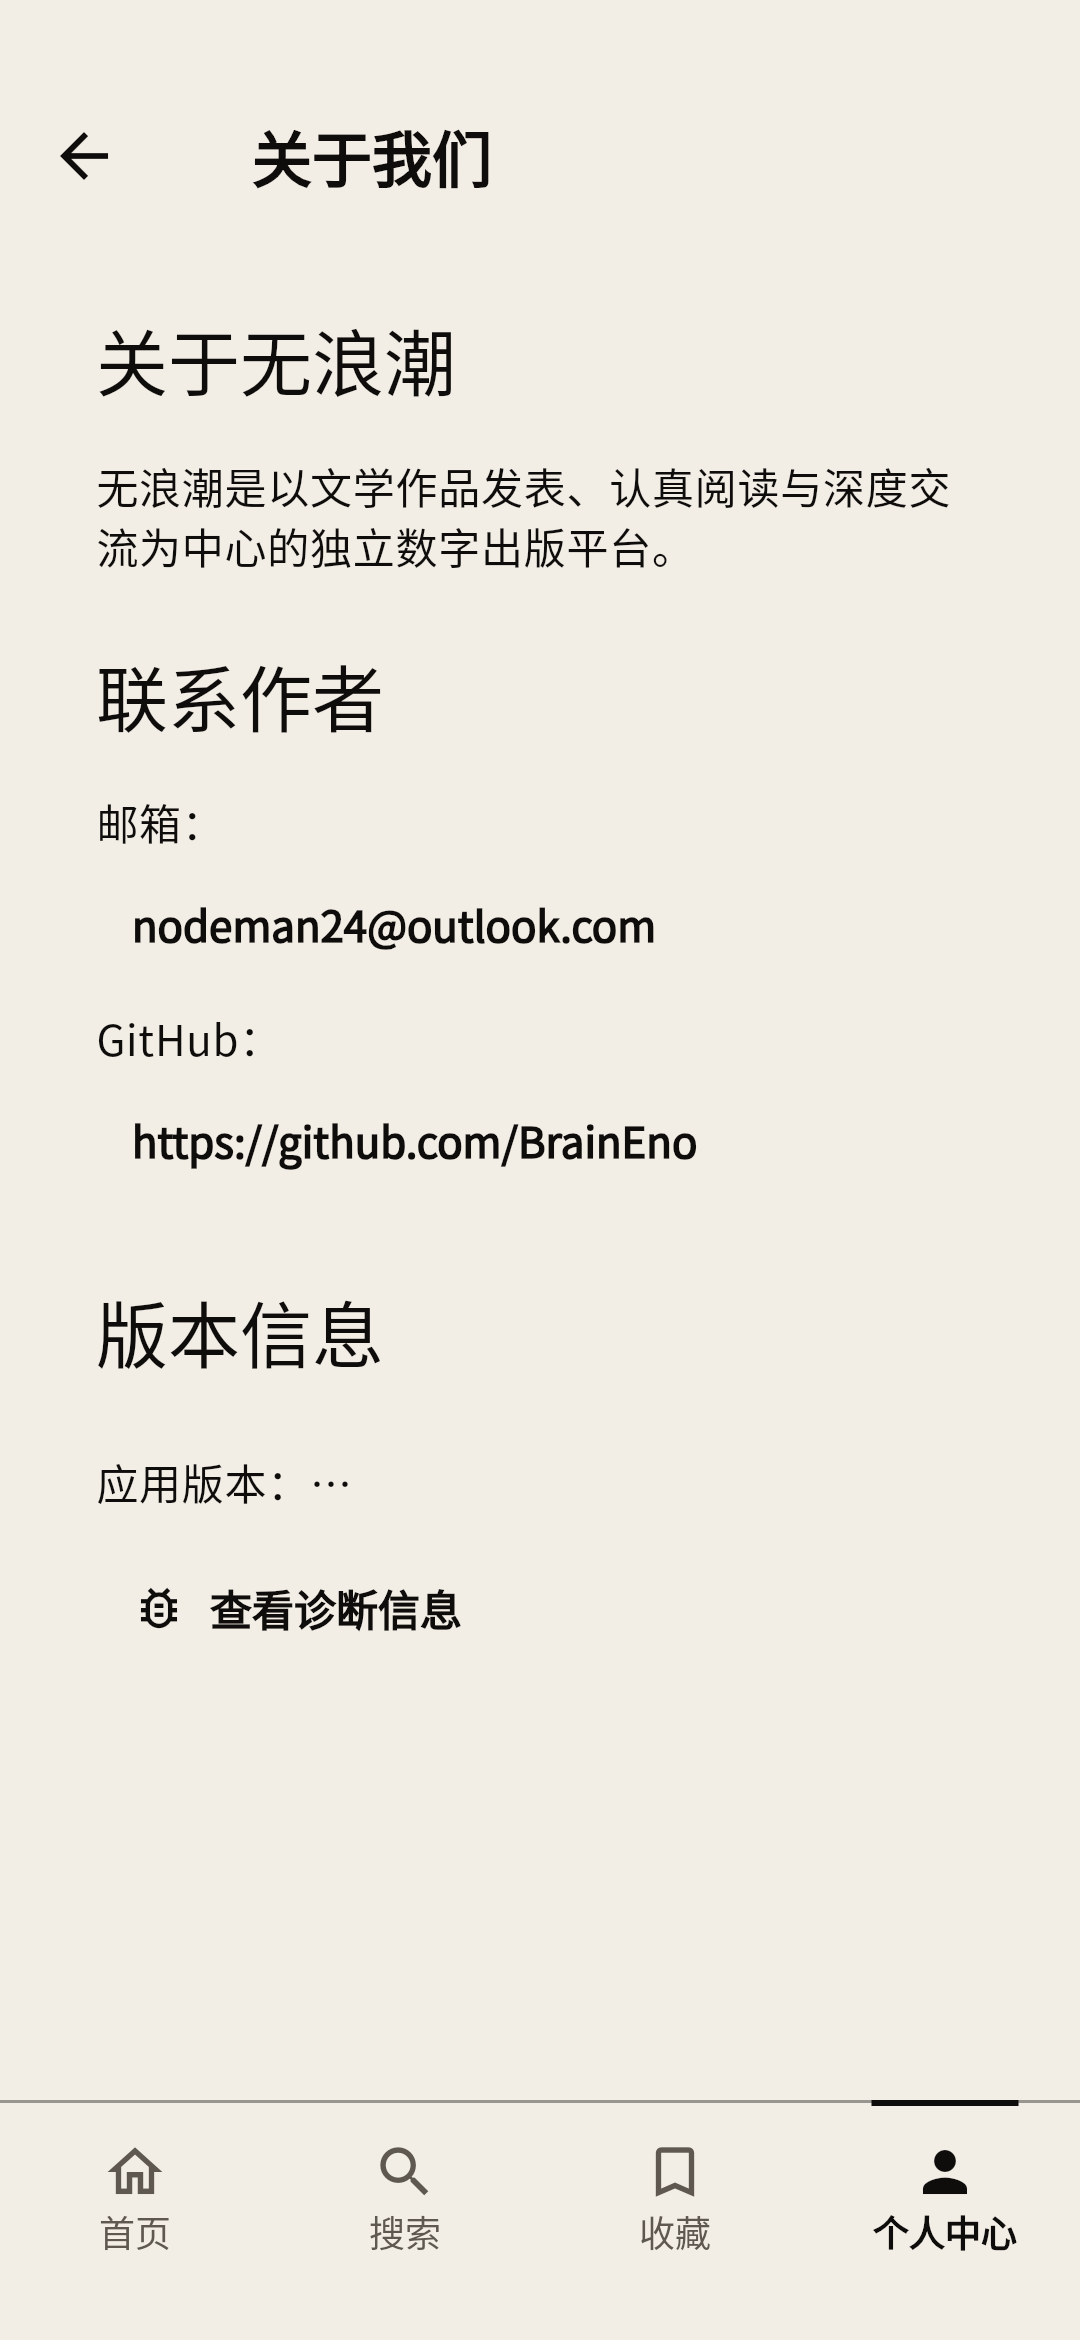 关于我们
关于无浪潮
无浪潮是以文学作品发表、认真阅读与深度交
流为中心的独立数字出版平台。
联系作者
邮箱：
nodeman24@outlook.com
GitHub：
https://github.com/BrainEno
版本信息
应用版本：…
查看诊断信息
首页
搜索
收藏
个人中心